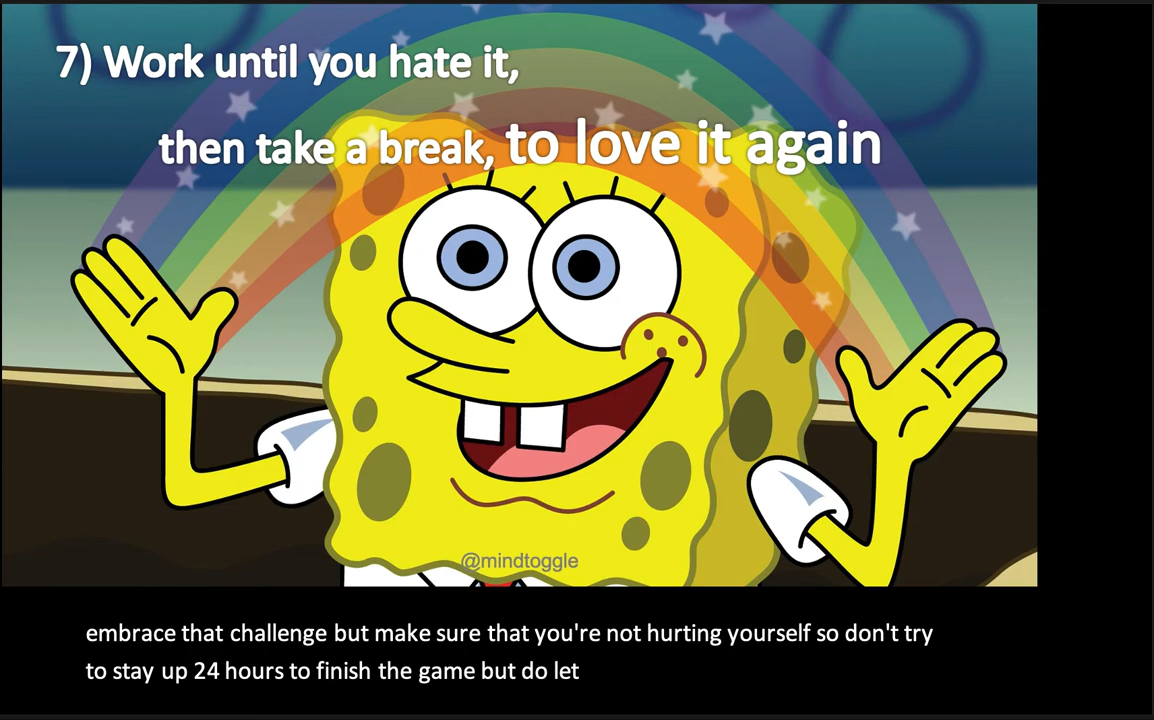 7) Work until you hate it,
then take a break, to love it again
@mindtoggle
embrace that challenge but make sure that you're not hurting yourself so don't try
to stay up 24 hours to finish the game but do let